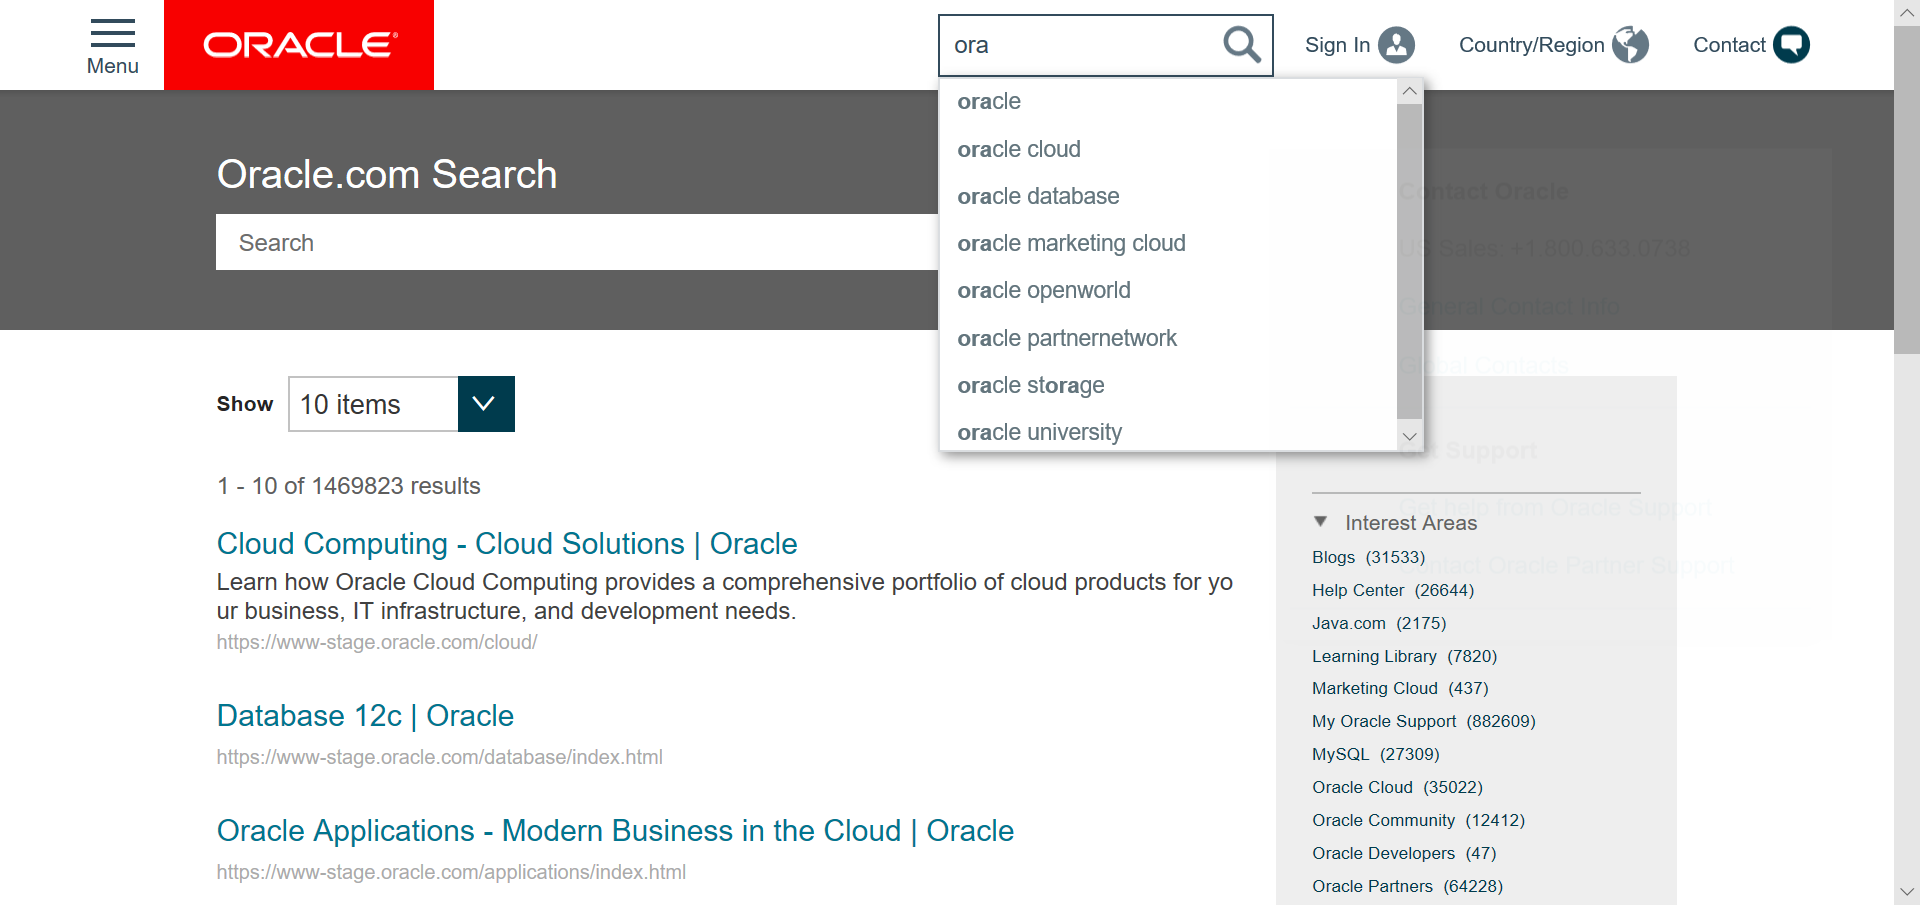 Menu
ORACLE
ora
Sign In
Country/Region
Contact
oracle
oracle cloud
oracle database
oracle marketing cloud
oracle openworld
oracle partnernetwork
oracle storage
oracle university
Oracle.com Search
Search
Contact Oracle
US Sales: +1.800.633.0738
General Contact Info
Global Contacts
Get Support
Get help from Oracle Support
Contact Oracle Partner Support
Show
10 items
1 - 10 of 1469823 results
Cloud Computing - Cloud Solutions | Oracle
Learn how Oracle Cloud Computing provides a comprehensive portfolio of cloud products for yo
ur business, IT infrastructure, and development needs.
https://www-stage.oracle.com/cloud/
Database 12c | Oracle
https://www-stage.oracle.com/database/index.html
Oracle Applications - Modern Business in the Cloud | Oracle
https://www-stage.oracle.com/applications/index.html
Interest Areas
Blogs (31533)
Help Center (26644)
Java.com (2175)
Learning Library (7820)
Marketing Cloud (437)
My Oracle Support (882609)
MySQL (27309)
Oracle Cloud (35022)
Oracle Community (12412)
Oracle Developers (47)
Oracle Partners (64228)